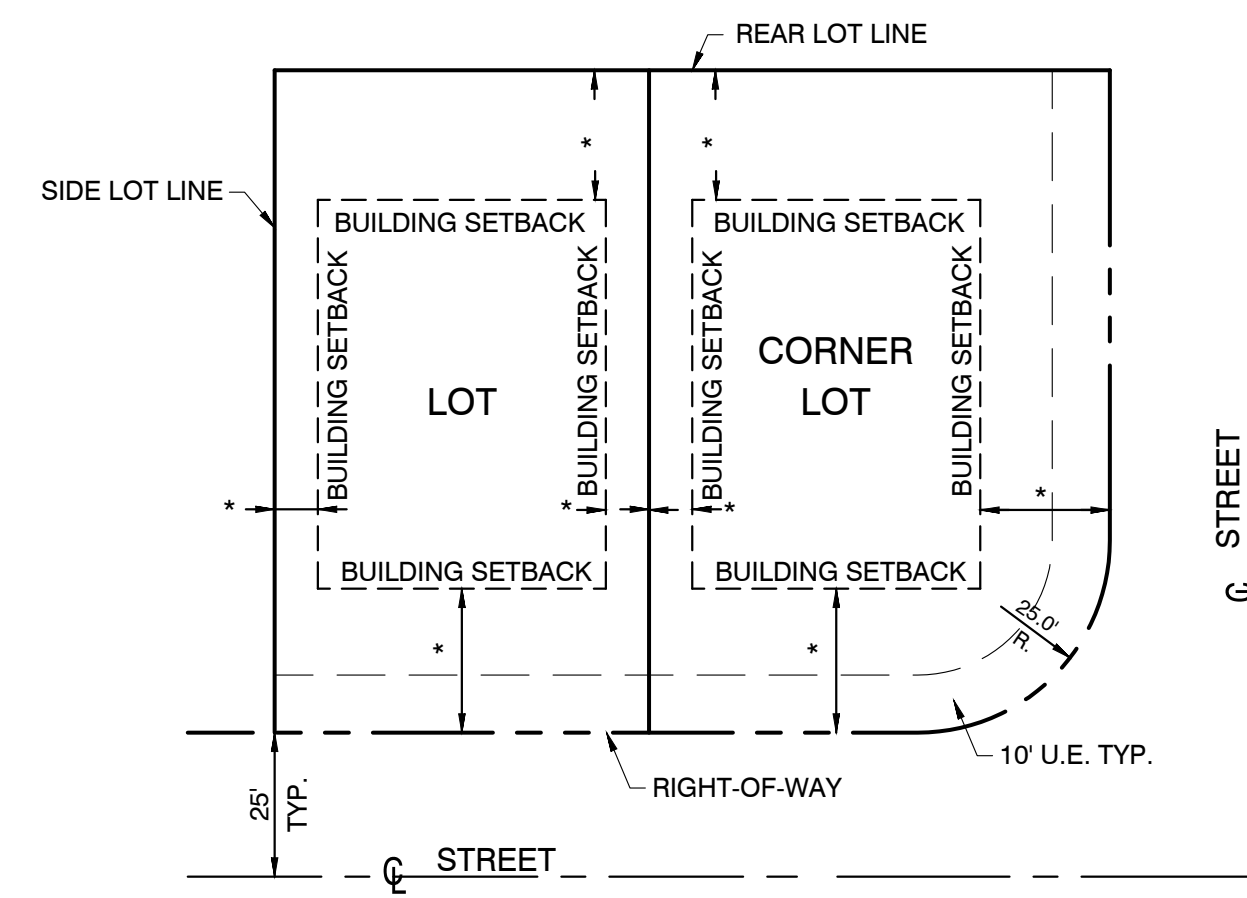 REAR LOT LINE
*
*
SIDE LOT LINE
BUILDING SETBACK
BUILDING SETBACK
BUILDING SETBACK
BUILDING SETBACK
BUILDING SETBACK
BUILDING SETBACK
LOT
CORNER
LOT
*
*
*
*
STREET
BUILDING SETBACK
BUILDING SETBACK
25.0'
R.
*
*
10' U.E. TYP.
RIGHT-OF-WAY
25'
TYP.
℄ STREET